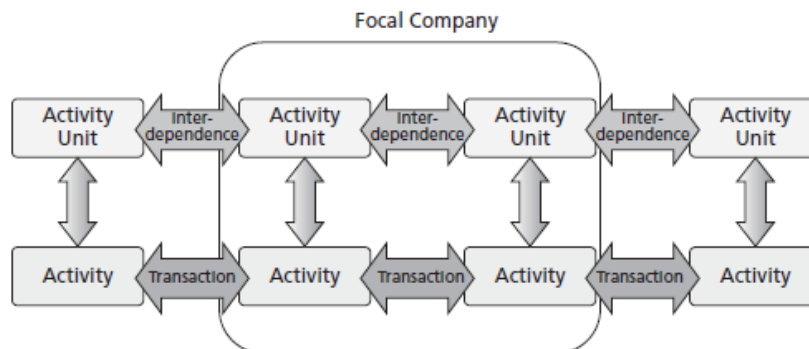 Focal Company
Activity
Unit
Inter-
dependence
Activity
Unit
Inter-
dependence
Activity
Unit
Inter-
dependence
Activity
Unit
Activity
Transaction
Activity
Transaction
Activity
Transaction
Activity